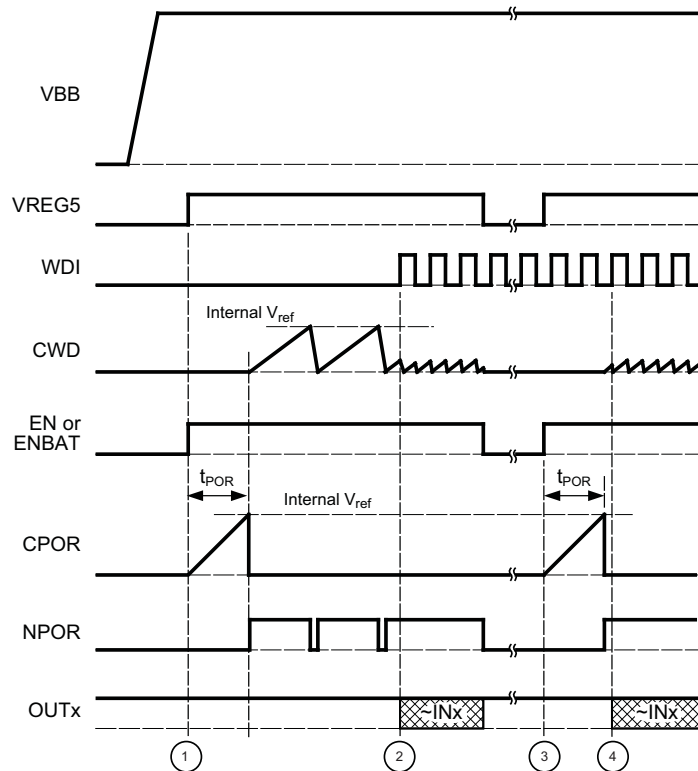 VBB
VREG5
WDI
Internal Vref
CWD
EN or
ENBAT
tPOR
Internal Vref
tPOR
CPOR
NPOR
OUTx
~INx
~INx
1
2
3
4